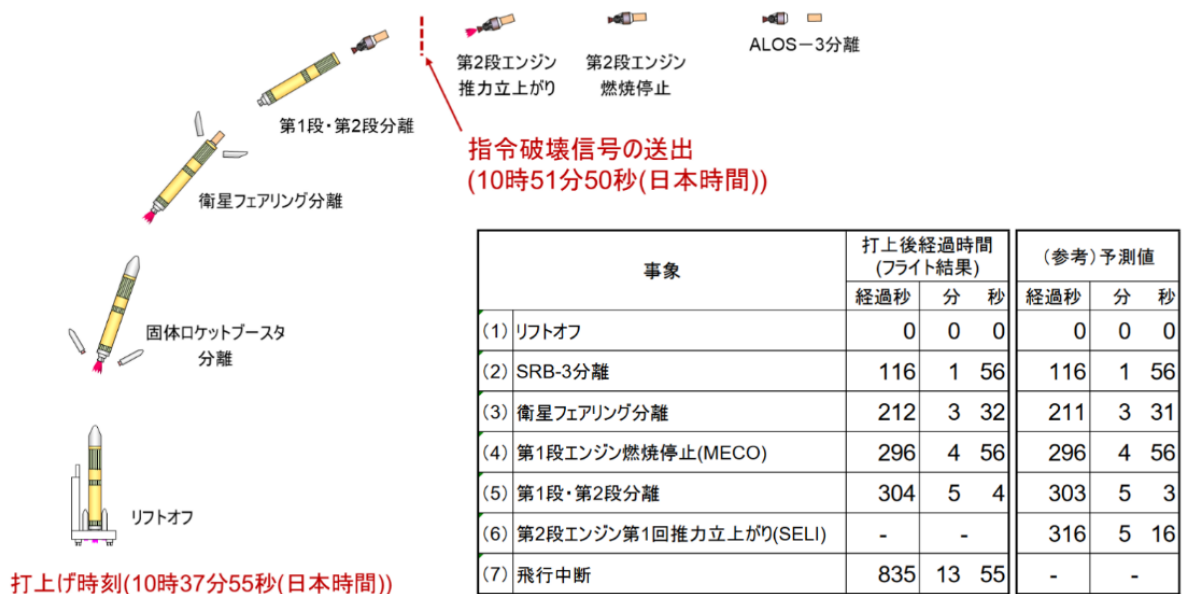 第2段エンジン
推力立上がり
第2段エンジン
燃焼停止
ALOS－3分離
第1段・第2段分離
指令破壊信号の送出
(10時51分50秒(日本時間))
衛星フェアリング分離
固体ロケットブースタ
分離
リフトオフ
打上げ時刻(10時37分55秒(日本時間))
事象 打上後経過時間 (フライト結果) (参考)予測値
経過秒 分 秒 経過秒 分 秒
(1) リフトオフ 0 0 0 0 0 0
(2) SRB-3分離 116 1 56 116 1 56
(3) 衛星フェアリング分離 212 3 32 211 3 31
(4) 第1段エンジン燃焼停止(MECO) 296 4 56 296 4 56
(5) 第1段・第2段分離 304 5 4 303 5 3
(6) 第2段エンジン第1回推力立上がり(SELI) - - 316 5 16
(7) 飛行中断 835 13 55 - -